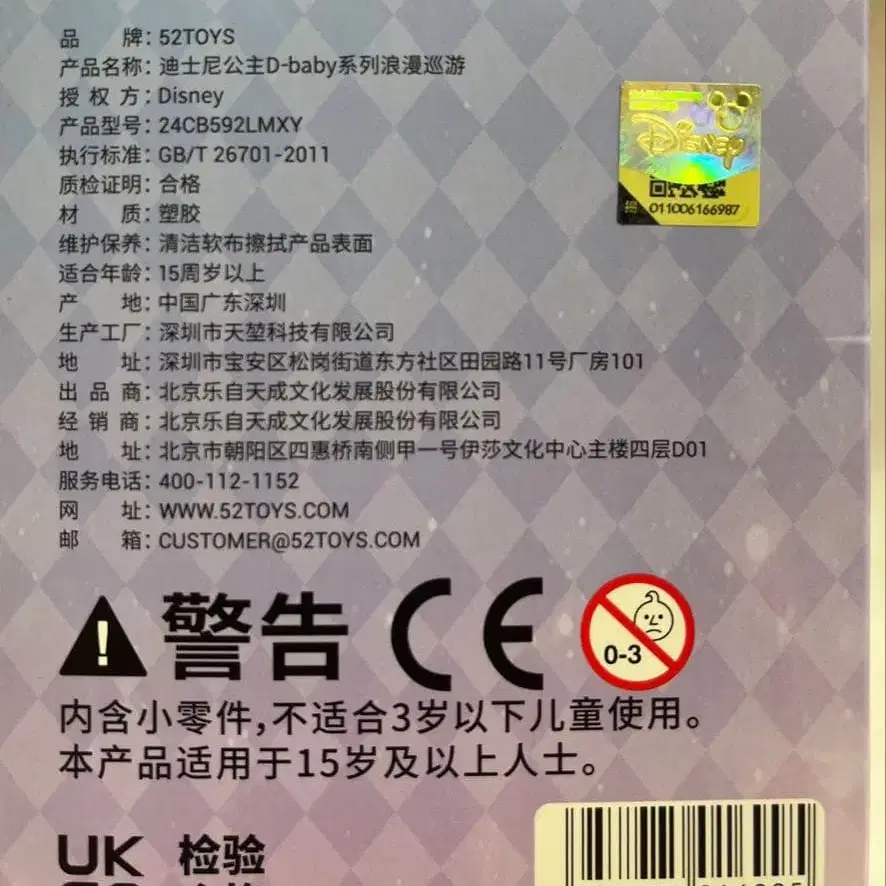 品 牌：52TOYS
产品名称：迪士尼公主D-baby系列浪漫巡游
授 权 方：Disney
产品型号：24CB592LMXY
执行标准：GB/T 26701-2011
质检证明：合格
材 质：塑胶
维护保养：清洁软布擦拭产品表面
适合年龄：15周岁以上
产 地：中国广东深圳
生产工厂：深圳市天堃科技有限公司
地 址：深圳市宝安区松岗街道东方社区田园路11号厂房101
出 品 商：北京乐自天成文化发展股份有限公司
经 销 商：北京乐自天成文化发展股份有限公司
地 址：北京市朝阳区四惠桥南侧甲一号伊莎文化中心主楼四层D01
服务电话：400-112-1152
网 址：WWW.52TOYS.COM
邮 箱：CUSTOMER@52TOYS.COM
Disney
011006166987
警告 CE
0-3
内含小零件,不适合3岁以下儿童使用。
本产品适用于15岁及以上人士。
UK 检验